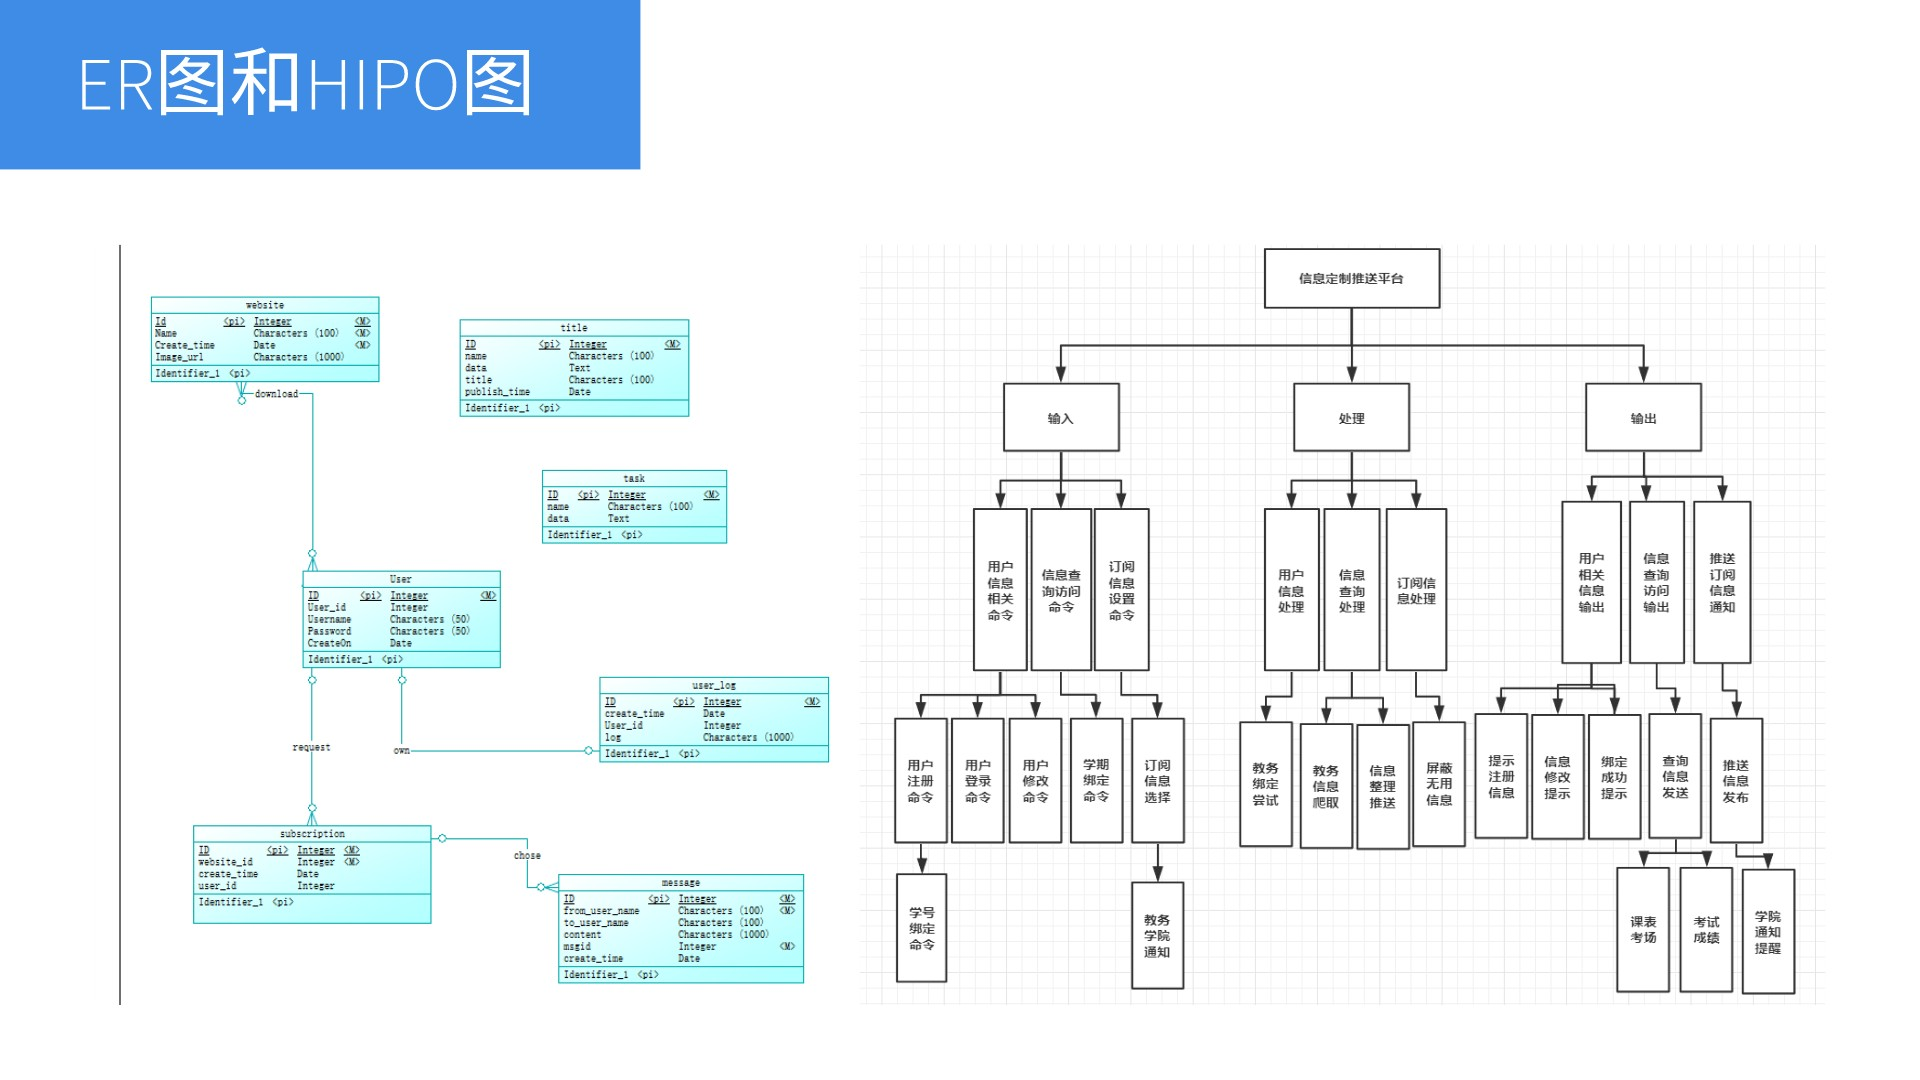 ER图和HIPO图
website
Id <pi> Integer <M>
Name Characters (100) <M>
Create_time Date <M>
Image_url Characters (1000)
Identifier_1 <pi>
download
title
ID <pi> Integer <M>
name Characters (100)
data Text
title Characters (100)
publish_time Date
Identifier_1 <pi>
task
ID <pi> Integer <M>
name Characters (100)
data Text
Identifier_1 <pi>
User
ID <pi> Integer <M>
User_id Integer
Username Characters (50)
Password Characters (50)
CreateOn Date
Identifier_1 <pi>
user_log
ID <pi> Integer <M>
create_time Date
User_id Integer
log Characters (1000)
Identifier_1 <pi>
request
own
subscription
ID <pi> Integer <M>
website_id Integer <M>
create_time Date
user_id Integer
Identifier_1 <pi>
chose
message
ID <pi> Integer <M>
from_user_name Characters (100) <M>
to_user_name Characters (100)
content Characters (1000)
msgid Integer <M>
create_time Date
Identifier_1 <pi>
信息定制推送平台
输入
处理
输出
用户
信息
相关
命令
信息查
询访问
命令
订阅
信息
设置
命令
用户
信息
处理
信息
查询
处理
订阅信
息处理
用户
相关
信息
输出
信息
查询
访问
输出
推送
订阅
信息
通知
用户
注册
命令
用户
登录
命令
用户
修改
命令
学期
绑定
命令
订阅
信息
选择
教务
绑定
尝试
教务
信息
爬取
信息
整理
推送
屏蔽
无用
信息
提示
注册
信息
信息
修改
提示
绑定
成功
提示
查询
信息
发送
推送
信息
发布
学号
绑定
命令
教务
学院
通知
课表
考场
考试
成绩
学院
通知
提醒